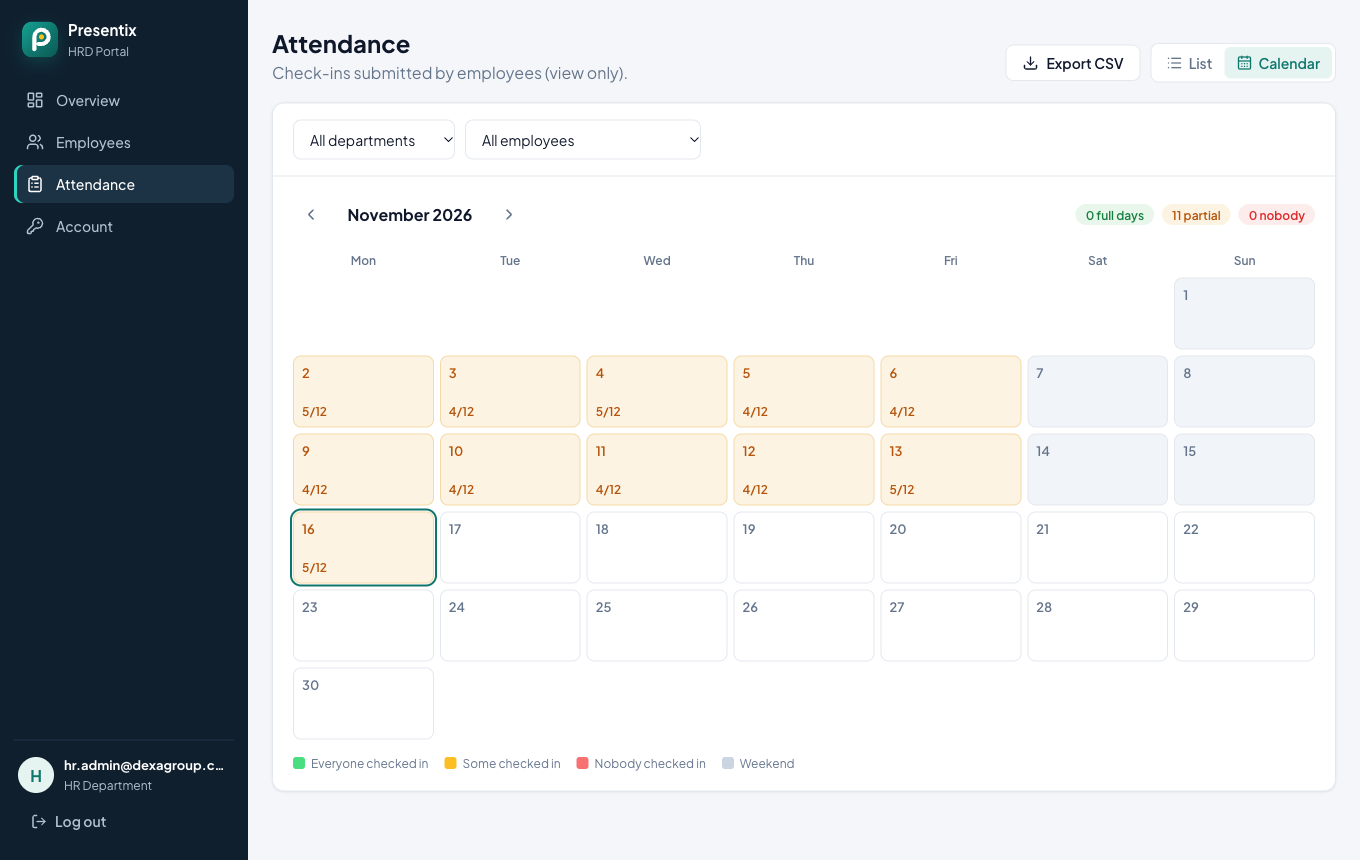 Presentix
HRD Portal
Overview
Employees
Attendance
Account
hr.admin@dexagroup.c...
H
HR Department
Log out
Attendance
Check-ins submitted by employees (view only).
Export CSV
List
Calendar
All departments
All employees
November 2026
0 full days
11 partial
0 nobody
Mon Tue Wed Thu Fri Sat Sun
1
2 3 4 5 6 7 8
5/12 4/12 5/12 4/12 4/12
9 10 11 12 13 14 15
4/12 4/12 4/12 4/12 5/12
16 17 18 19 20 21 22
5/12
23 24 25 26 27 28 29
30
Everyone checked in Some checked in Nobody checked in Weekend